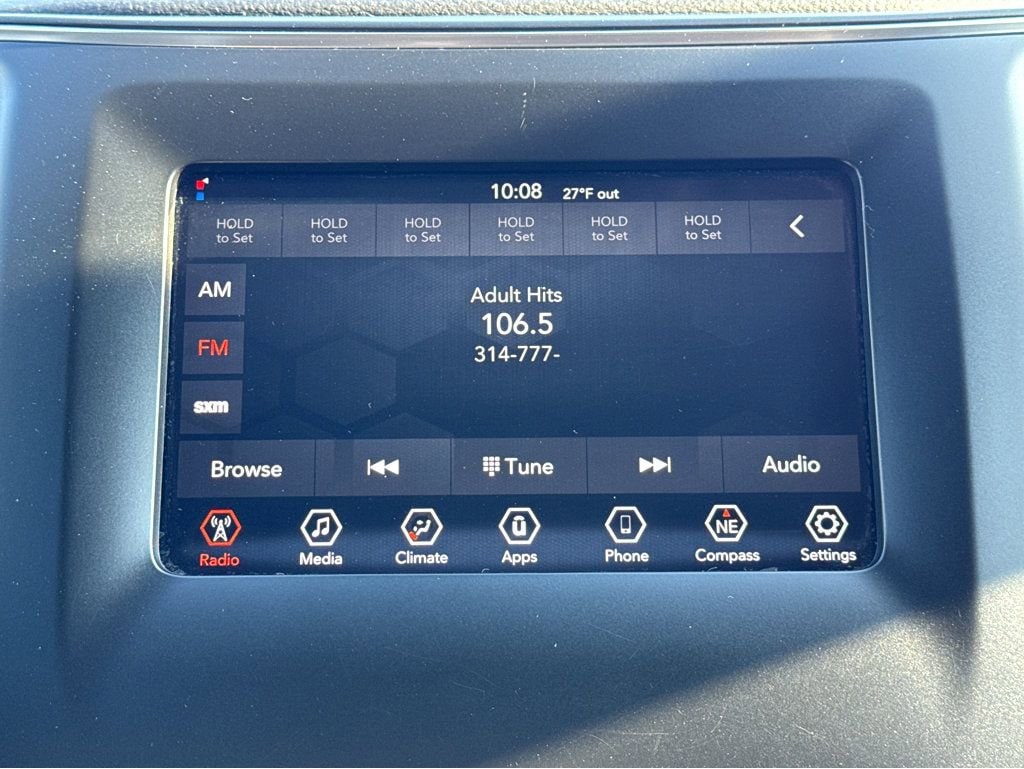 10:08 27°F out
HOLD to Set
HOLD to Set
HOLD to Set
HOLD to Set
HOLD to Set
HOLD to Set
AM
FM
sxm
Adult Hits
106.5
314-777-
Browse
Tune
Audio
Radio
Media
Climate
u
Apps
Phone
NE
Compass
Settings